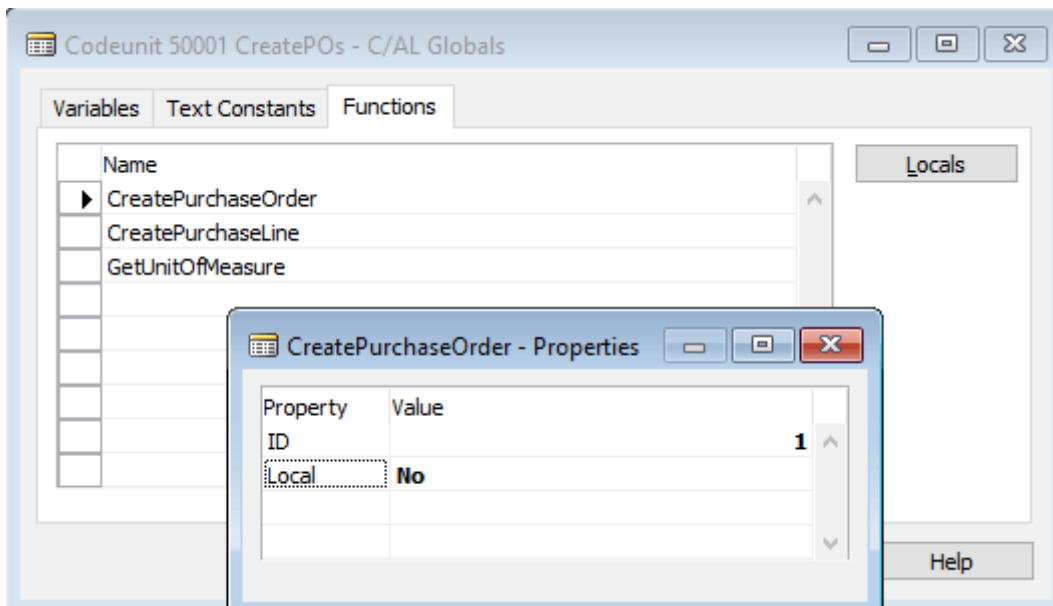 Codeunit 50001 CreatePOs - C/AL Globals
Variables Text Constants Functions
Name
Locals
CreatePurchaseOrder
CreatePurchaseLine
GetUnitOfMeasure
CreatePurchaseOrder - Properties
Property Value
ID 1
Local No
Help